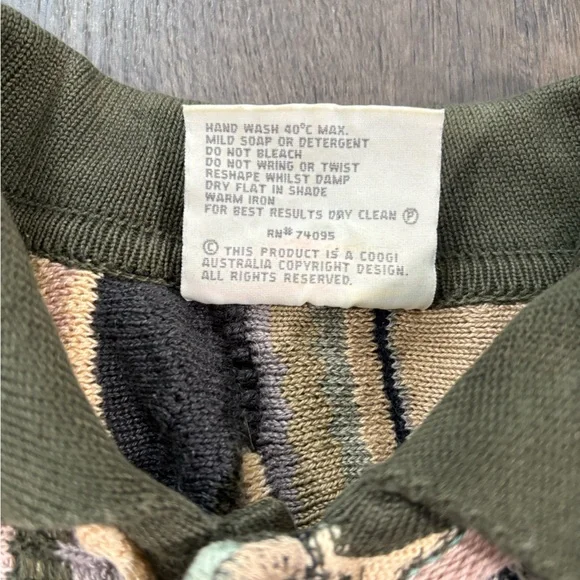 HAND WASH 40°C MAX.
MILD SOAP OR DETERGENT
DO NOT BLEACH
DO NOT WRING OR TWIST
RESHAPE WHILST DAMP
DRY FLAT IN SHADE
WARM IRON
FOR BEST RESULTS DRY CLEAN Ⓟ
RN# 74095
© THIS PRODUCT IS A COOGI
AUSTRALIA COPYRIGHT DESIGN.
ALL RIGHTS RESERVED.